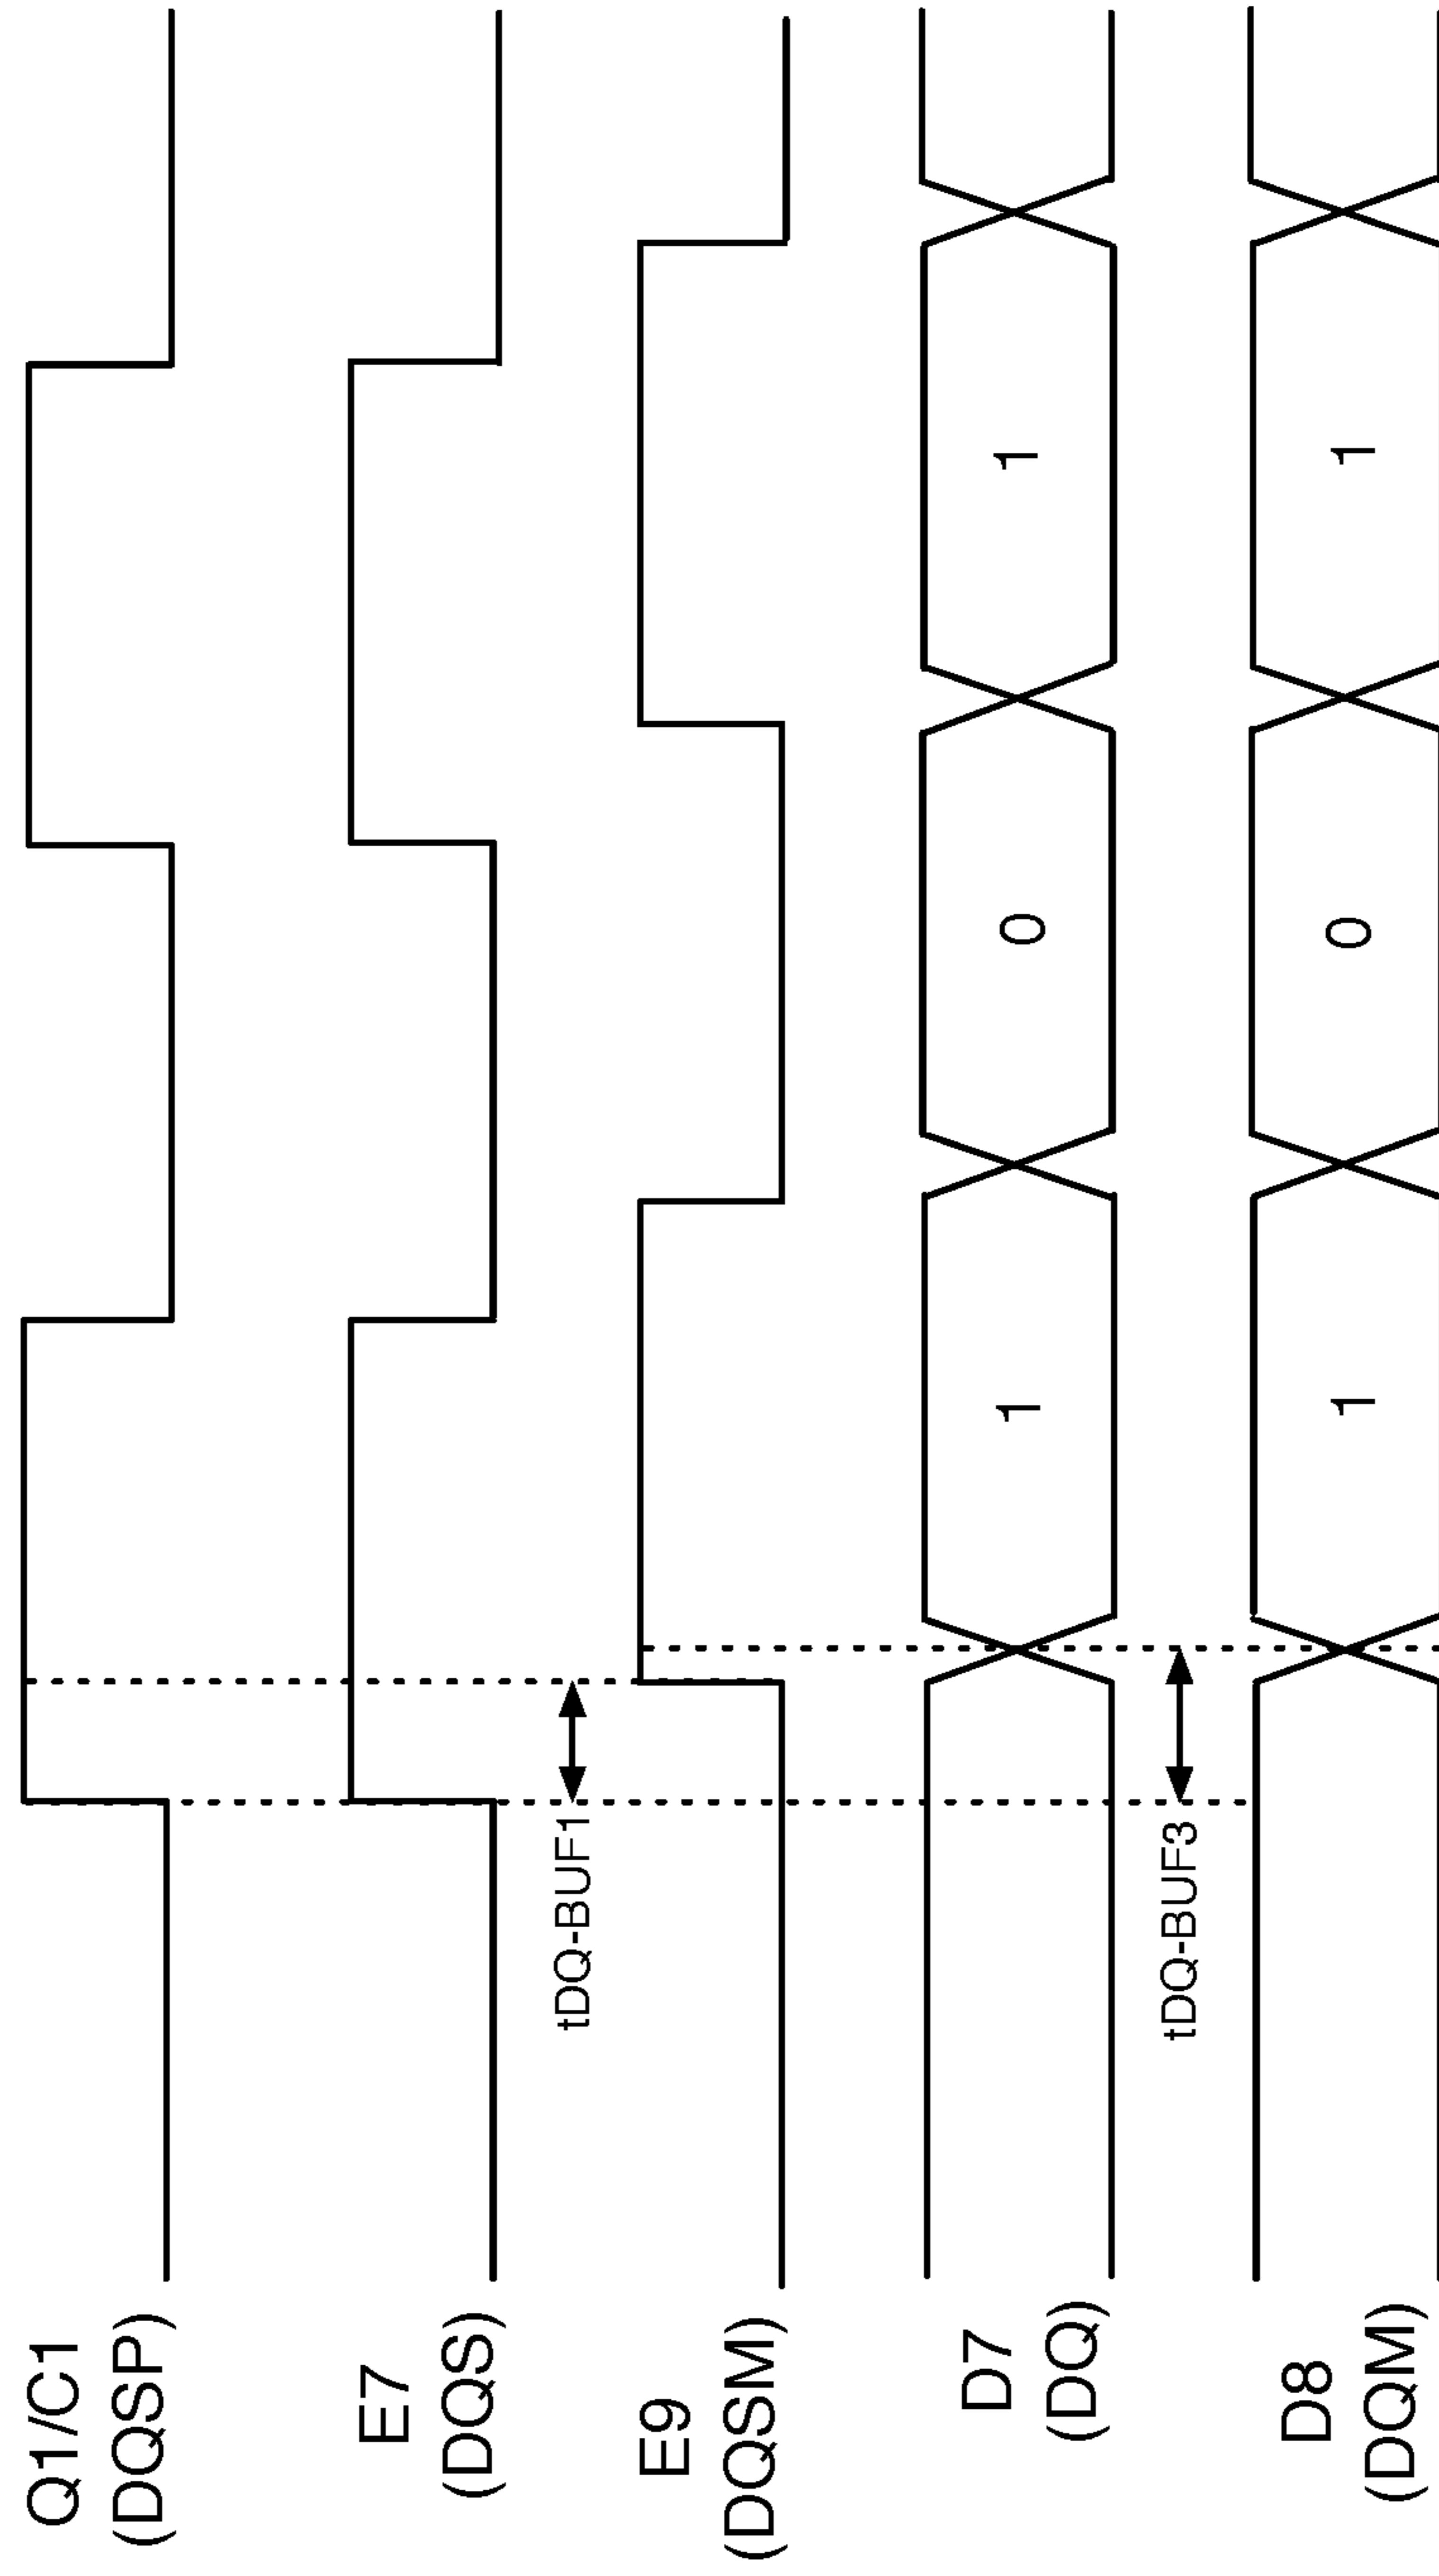 Q1/C1
(DQSP)
E7
(DQS)
tDQ-BUF1
E9
(DQSM)
D7
(DQ)
1
0
1
tDQ-BUF3
D8
(DQM)
1
0
1